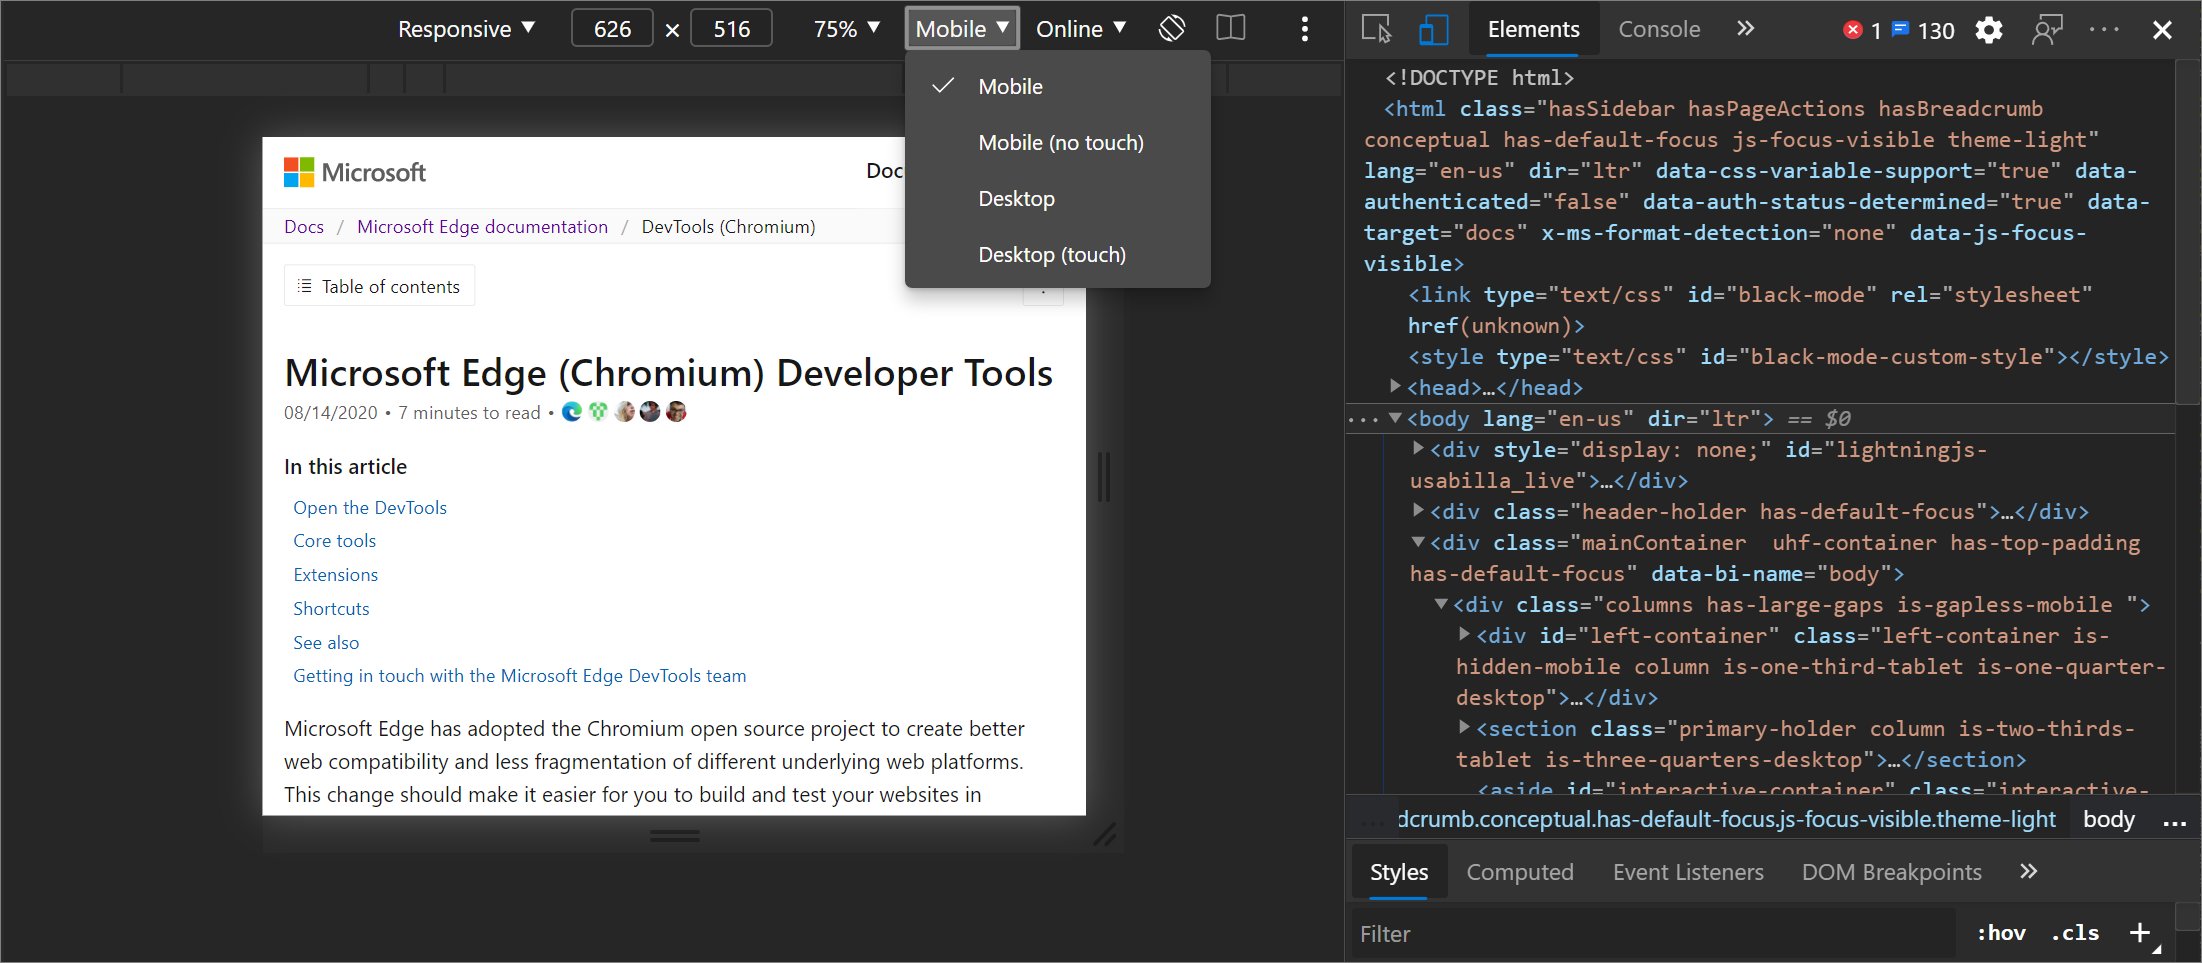 Responsive ▼ 626 × 516 75% ▼ Mobile ▼ Online ▼
Mobile
Mobile (no touch)
Desktop
Desktop (touch)
Microsoft
Docs / Microsoft Edge documentation / DevTools (Chromium)
Table of contents
Microsoft Edge (Chromium) Developer Tools
08/14/2020 • 7 minutes to read •
In this article
Open the DevTools
Core tools
Extensions
Shortcuts
See also
Getting in touch with the Microsoft Edge DevTools team
Microsoft Edge has adopted the Chromium open source project to create better
web compatibility and less fragmentation of different underlying web platforms.
This change should make it easier for you to build and test your websites in
Elements Console » 1 130
<!DOCTYPE html>
<html class="hasSidebar hasPageActions hasBreadcrumb
conceptual has-default-focus js-focus-visible theme-light"
lang="en-us" dir="ltr" data-css-variable-support="true" data-
authenticated="false" data-auth-status-determined="true" data-
target="docs" x-ms-format-detection="none" data-js-focus-
visible>
<link type="text/css" id="black-mode" rel="stylesheet"
href(unknown)>
<style type="text/css" id="black-mode-custom-style"></style>
<head>…</head>
<body lang="en-us" dir="ltr"> == $0
<div style="display: none;" id="lightningjs-
usabilla_live">…</div>
<div class="header-holder has-default-focus">…</div>
<div class="mainContainer  uhf-container has-top-padding
has-default-focus" data-bi-name="body">
<div class="columns has-large-gaps is-gapless-mobile ">
<div id="left-container" class="left-container is-
hidden-mobile column is-one-third-tablet is-one-quarter-
desktop">…</div>
<section class="primary-holder column is-two-thirds-
tablet is-three-quarters-desktop">…</section>
<aside id="interactive-container" class="interactive-
dcrumb.conceptual.has-default-focus.js-focus-visible.theme-light body ...
Styles Computed Event Listeners DOM Breakpoints »
Filter :hov .cls +